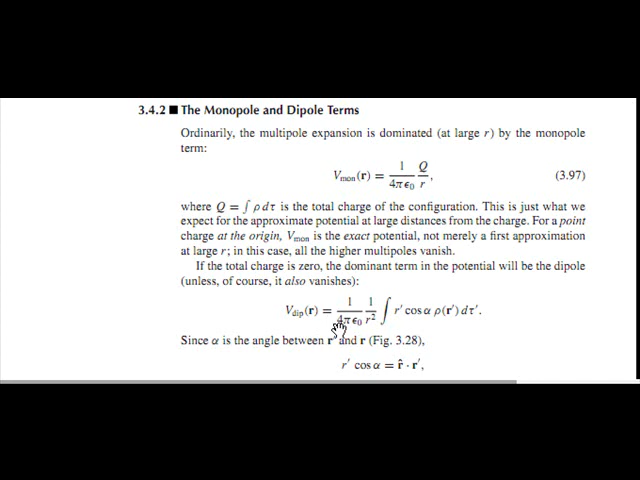 3.4.2 ■ The Monopole and Dipole Terms
Ordinarily, the multipole expansion is dominated (at large r) by the monopole
term:
V_mon(r) = 1/(4πϵ₀) Q/r, (3.97)
where Q = ∫ ρ dτ is the total charge of the configuration. This is just what we
expect for the approximate potential at large distances from the charge. For a point
charge at the origin, V_mon is the exact potential, not merely a first approximation
at large r; in this case, all the higher multipoles vanish.
If the total charge is zero, the dominant term in the potential will be the dipole
(unless, of course, it also vanishes):
V_dip(r) = 1/(4πϵ₀) 1/r² ∫ r′ cos α ρ(r′) dτ′.
Since α is the angle between r′ and r (Fig. 3.28),
r′ cos α = r̂ · r′,